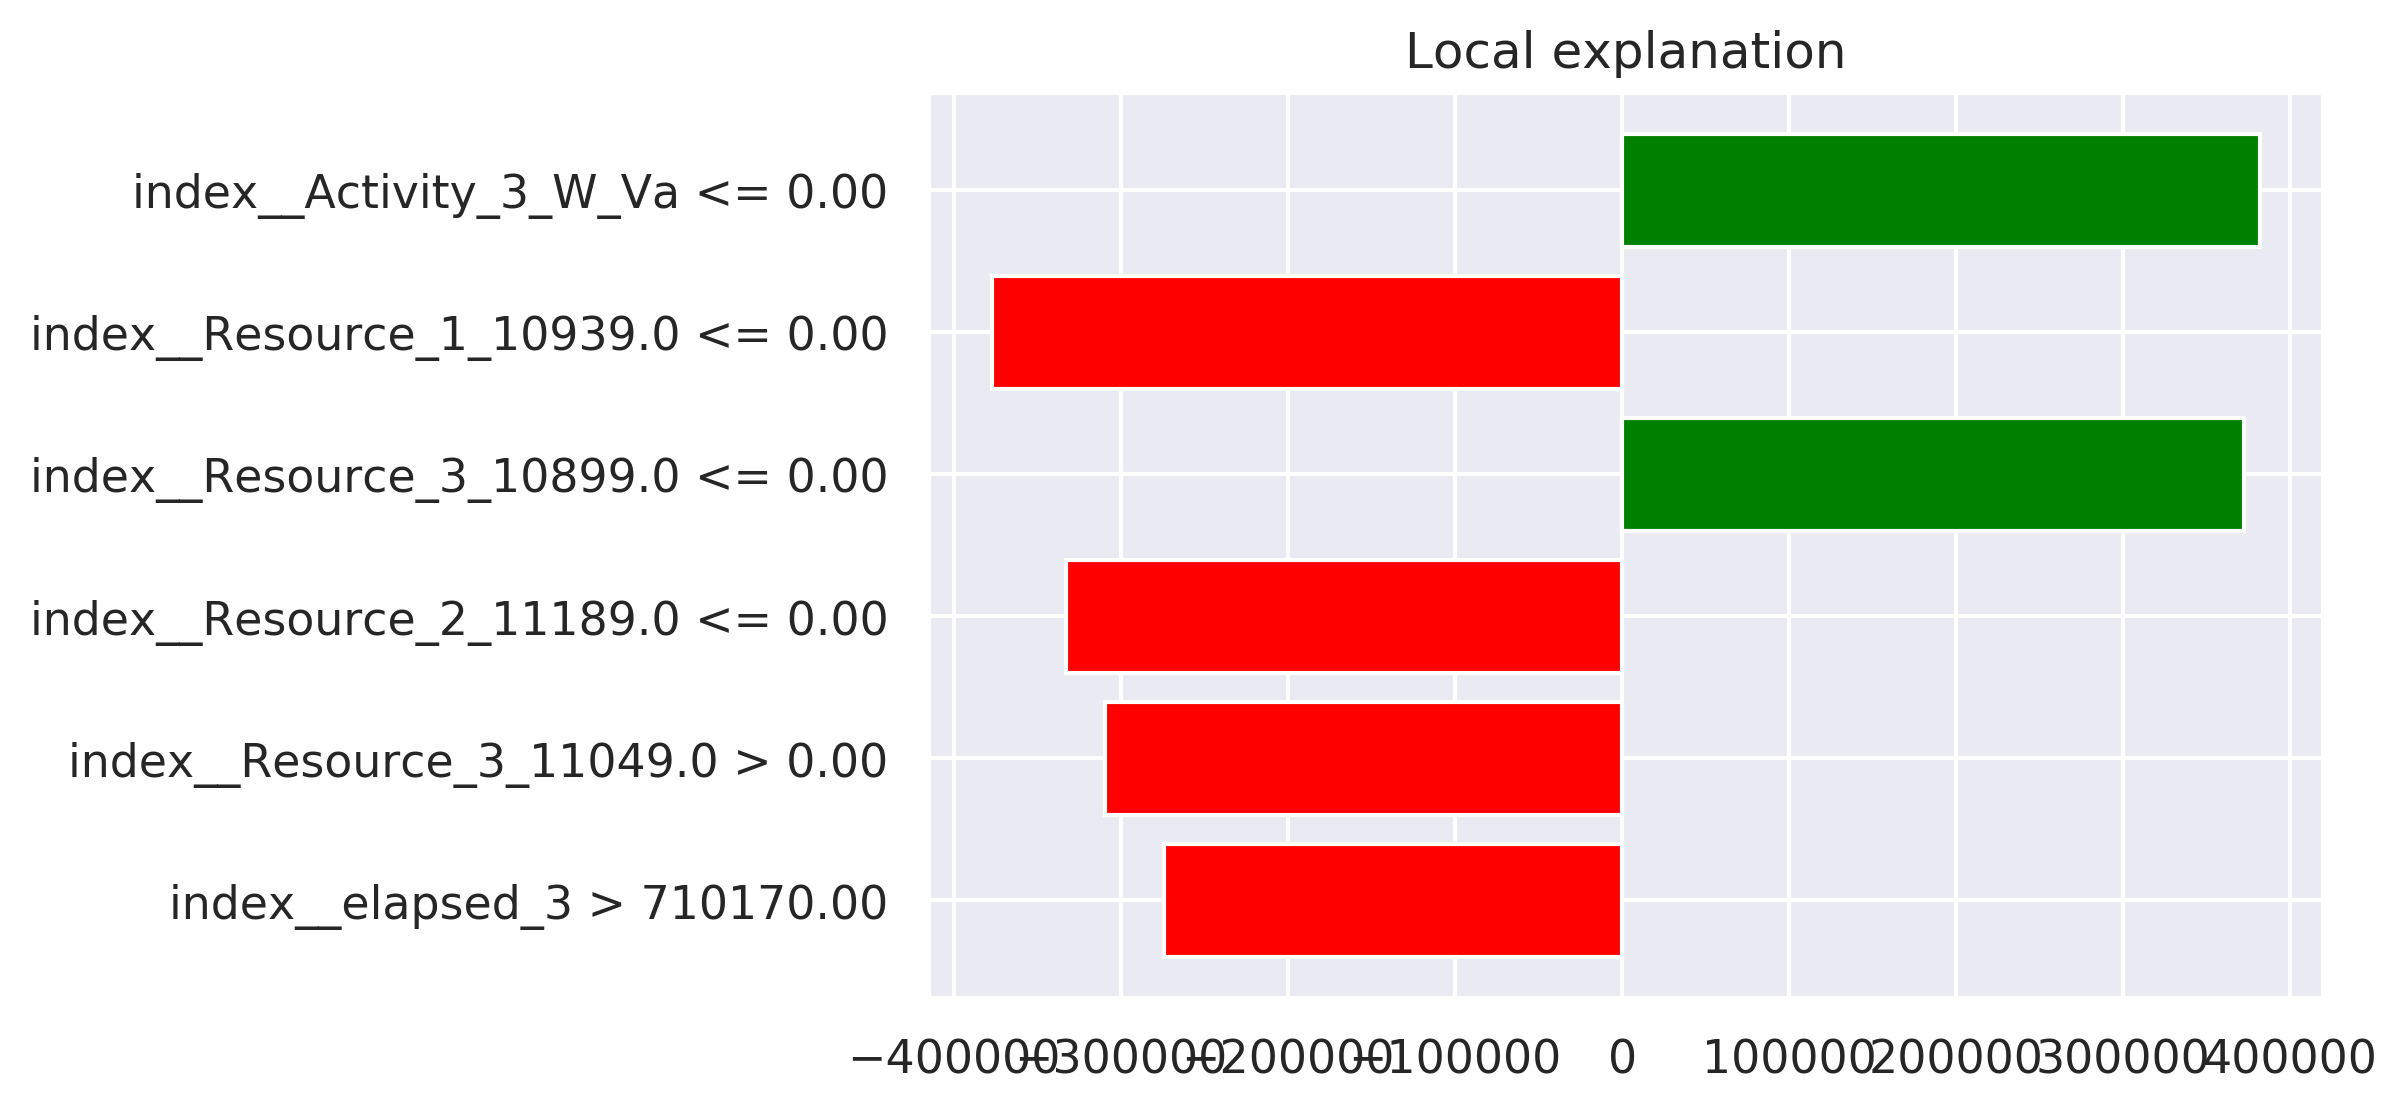 Local explanation
index__Activity_3_W_Va <= 0.00
index__Resource_1_10939.0 <= 0.00
index__Resource_3_10899.0 <= 0.00
index__Resource_2_11189.0 <= 0.00
index__Resource_3_11049.0 > 0.00
index__elapsed_3 > 710170.00
−400000 −300000 −200000 −100000 0 100000 200000 300000 400000